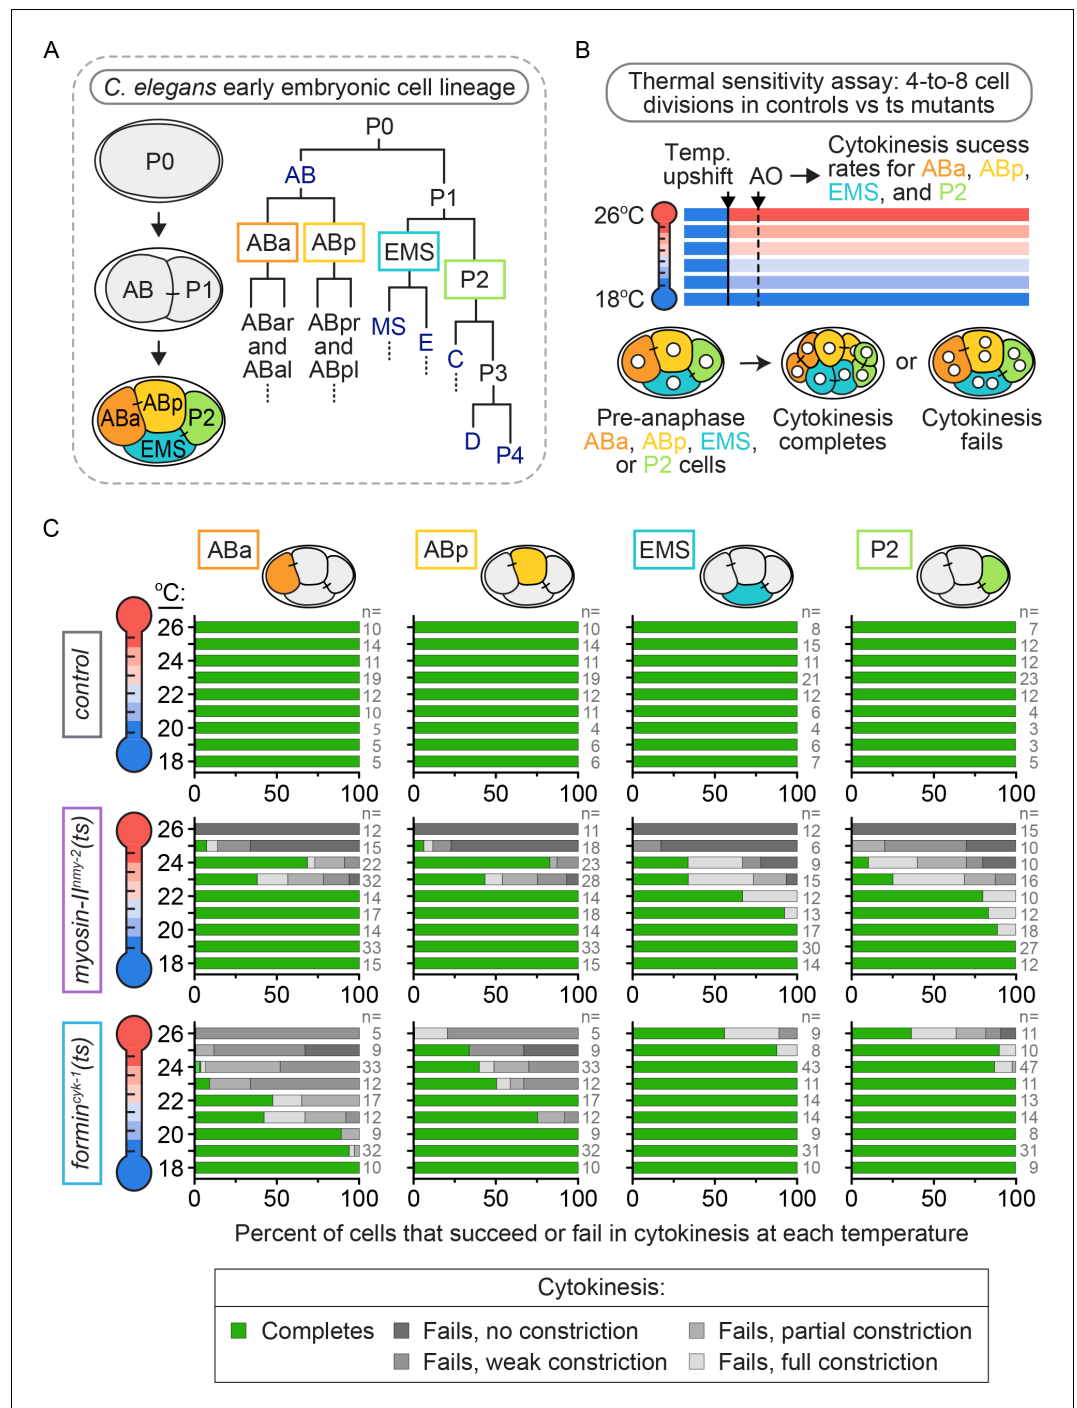 A
C. elegans early embryonic cell lineage
P0
AB
P1
ABa
ABp
P2
EMS
P0
AB
P1
ABa
ABp
EMS
P2
ABar
and
ABal
ABpr
and
ABpl
MS
E
C
P3
D
P4
B
Thermal sensitivity assay: 4-to-8 cell
divisions in controls vs ts mutants
Temp.
upshift
AO
Cytokinesis sucess
rates for ABa, ABp,
EMS, and P2
26°C
18°C
or
Pre-anaphase
ABa, ABp, EMS,
or P2 cells
Cytokinesis
completes
Cytokinesis
fails
C
ABa
ABp
EMS
P2
°C:
control
n= n= n= n=
26 10 10 8 7
14 14 15 12
24 11 11 11 12
19 19 21 23
22 12 12 12 12
10 11 6 4
20 5 4 4 3
5 6 6 3
18 5 6 7 5
0 50 100 0 50 100 0 50 100 0 50 100
myosin-II nmy-2(ts)
n= n= n= n=
26 12 11 12 15
15 18 6 10
24 22 23 9 10
32 28 15 16
22 14 14 12 10
17 18 13 12
20 14 14 17 18
33 33 30 27
18 15 15 14 12
0 50 100 0 50 100 0 50 100 0 50 100
formin cyk-1(ts)
n= n= n= n=
26 5 5 9 11
9 9 8 10
24 33 33 43 47
12 12 11 11
22 17 17 14 13
12 12 14 14
20 9 9 9 8
32 32 31 31
18 10 10 10 9
0 50 100 0 50 100 0 50 100 0 50 100
Percent of cells that succeed or fail in cytokinesis at each temperature
Cytokinesis:
Completes
Fails, no constriction
Fails, partial constriction
Fails, weak constriction
Fails, full constriction